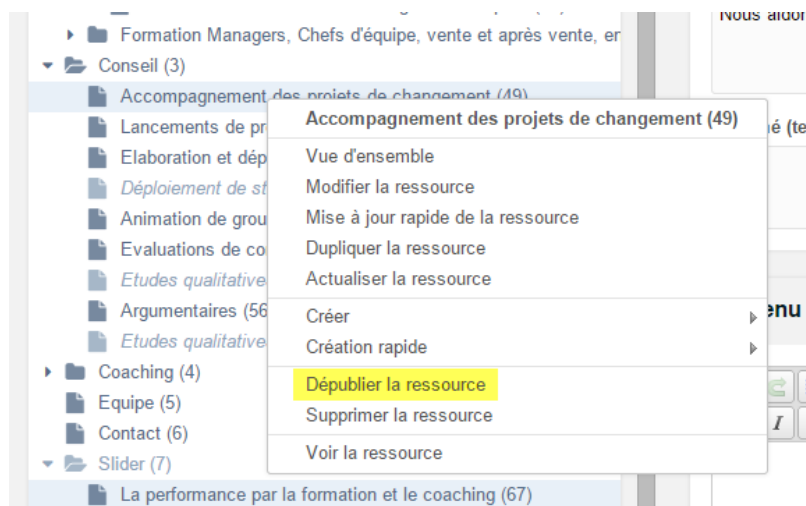 Nous aidor
Formation Managers, Chefs d'équipe, vente et après vente, er
Conseil (3)
Accompagnement des projets de changement (49)
Accompagnement des projets de changement (49)
Lancements de pr
é (te
Elaboration et dép
Vue d'ensemble
Déploiement de st
Modifier la ressource
Animation de grou
Mise à jour rapide de la ressource
Evaluations de co
Dupliquer la ressource
Etudes qualitative
Actualiser la ressource
Argumentaires (56
Créer
enu
Etudes qualitative
Création rapide
Coaching (4)
Dépublier la ressource
Equipe (5)
Supprimer la ressource
Contact (6)
I
Voir la ressource
Slider (7)
La performance par la formation et le coaching (67)